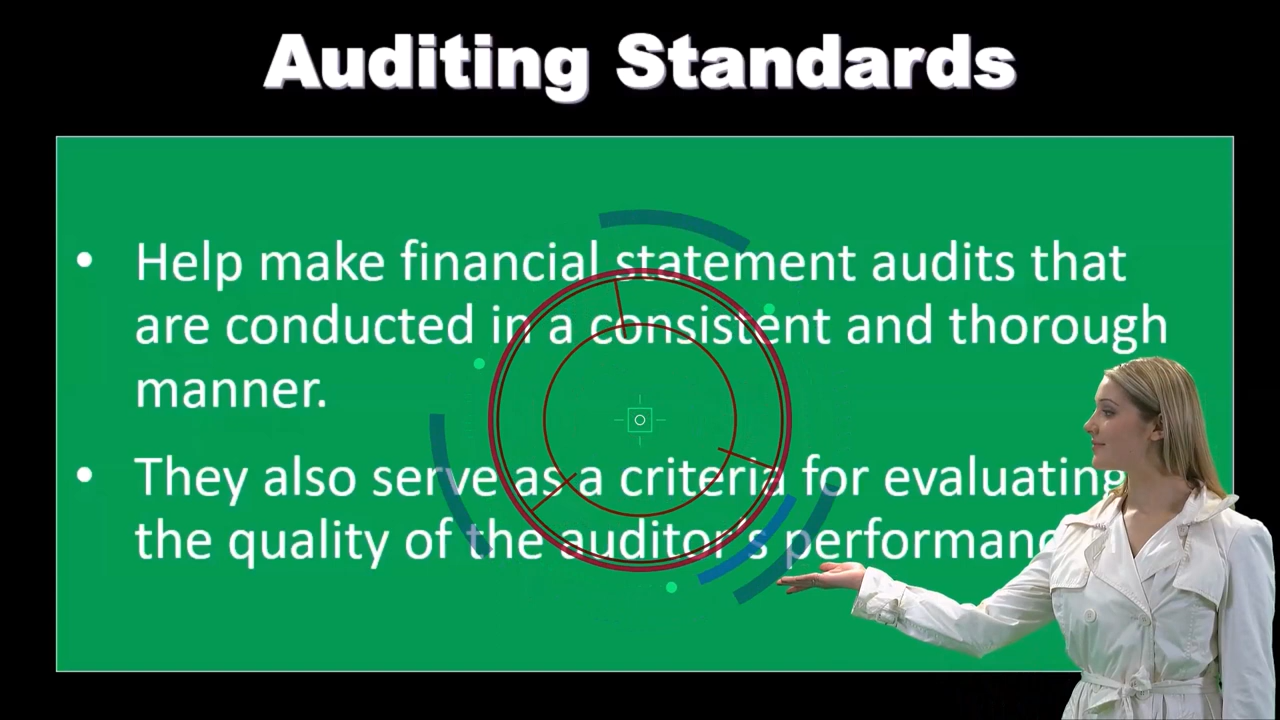 Auditing Standards
• Help make financial statement audits that
are conducted in a consistent and thorough
manner.
• They also serve as a criteria for evaluating
the quality of the auditor's